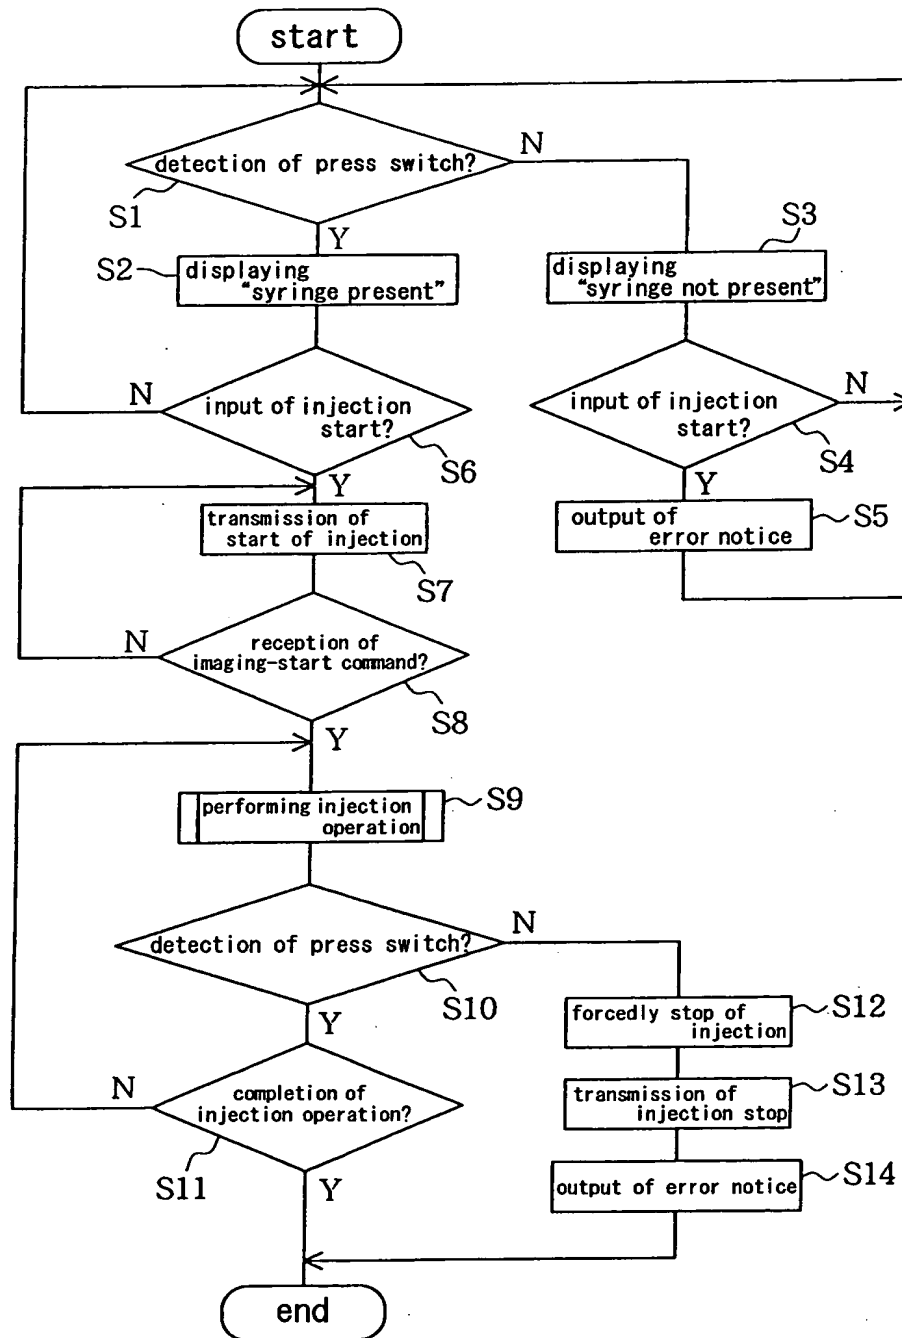 start
detection of press switch?
N
S1
Y
S2
displaying
"syringe present"
S3
displaying
"syringe not present"
N
input of injection
start?
S6
Y
input of injection
start?
N
S4
Y
transmission of
start of injection
S7
output of
error notice
S5
N
reception of
imaging-start command?
S8
Y
performing injection
operation
S9
detection of press switch?
N
S10
Y
forcedly stop of
injection
S12
N
completion of
injection operation?
S11
Y
transmission of
injection stop
S13
output of error notice
S14
end